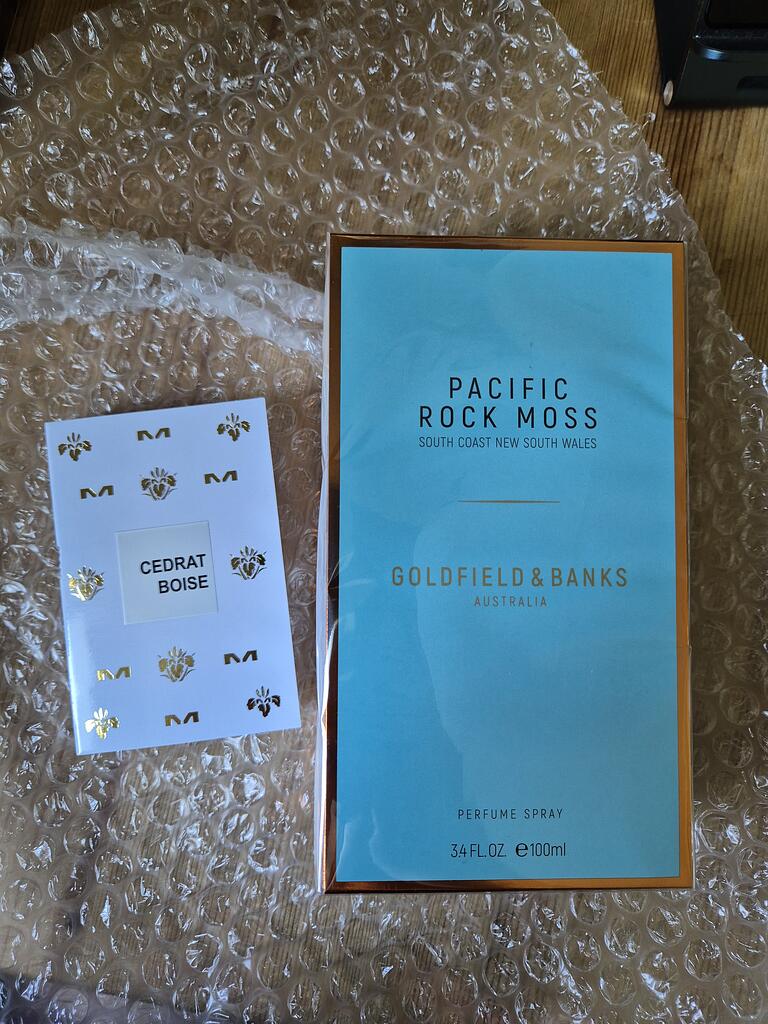 CEDRAT
BOISE
PACIFIC
ROCK MOSS
SOUTH COAST NEW SOUTH WALES
GOLDFIELD & BANKS
AUSTRALIA
PERFUME SPRAY
3.4 FL.OZ. ℮100ml